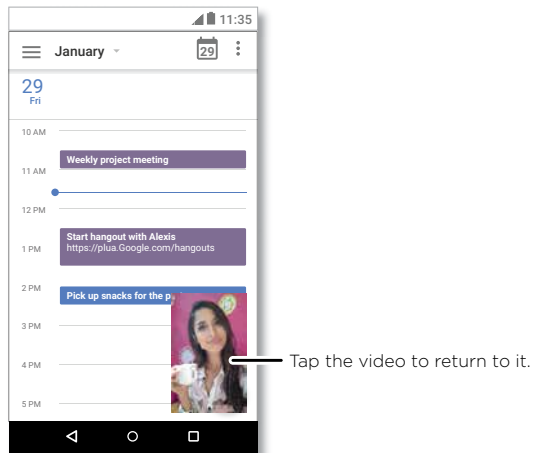 11:35
January
29
29
Fri
10 AM
Weekly project meeting
11 AM
12 PM
Start hangout with Alexis
https://plua.Google.com/hangouts
1 PM
2 PM
Pick up snacks for the p
3 PM
Tap the video to return to it.
4 PM
5 PM